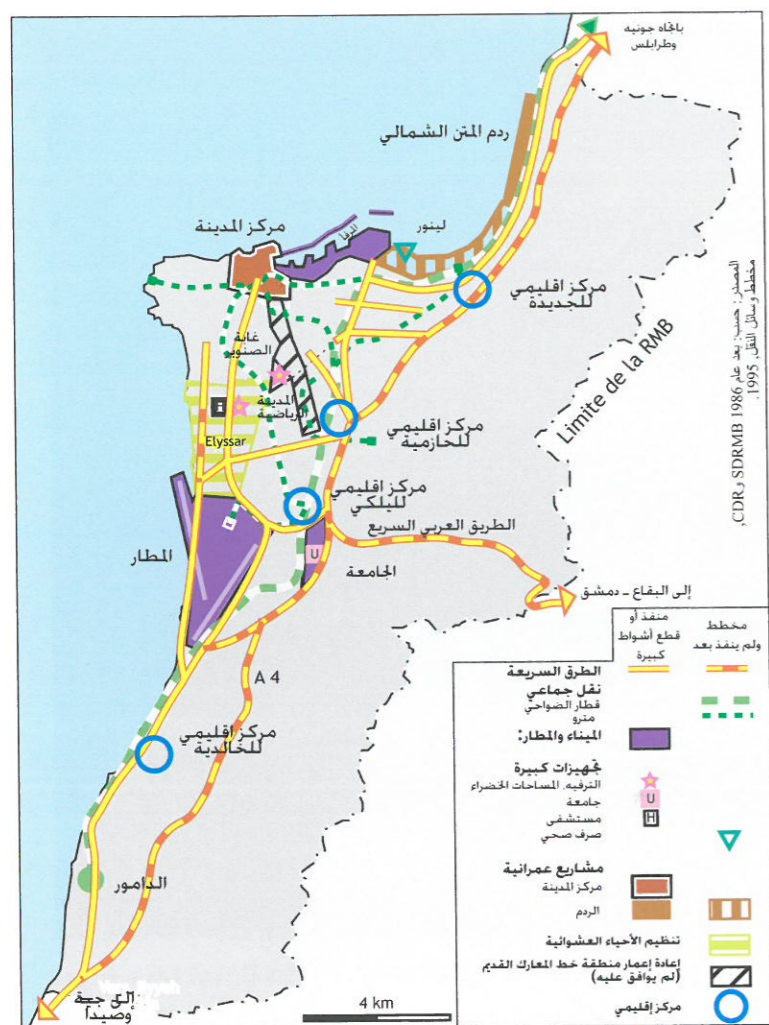 باتجاه جونيه
وطرابلس
ردم المتن الشمالي
لينور
المرفأ
مركز المدينة
مركز اقليمي
للجديدة
غابة
الصنوبر
المدينة
الرياضية
Elyssar
مركز اقليمي
للحازمية
مركز اقليمي
لليلكي
الطريق العربي السريع
المطار
U
الجامعة
إلى البقاع - دمشق
A 4
مركز اقليمي
للخالدية
الدامور
إلى جية
وصيدا
4 km
Limite de la RMB
المصدر: حسب: بعد عام 1986 SDRMB و CDR,
مخطط وسائل النقل, 1995.
منفذ أو
قطع أشواط
كبيرة
مخطط
ولم ينفذ بعد
الطرق السريعة
نقل جماعي
قطار الضواحي
مترو
الميناء والمطار:
تجهيزات كبيرة
الترفيه. المساحات الخضراء
جامعة
U
مستشفى
H
صرف صحي
مشاريع عمرانية
مركز المدينة
الردم
تنظيم الأحياء العشوائية
إعادة إعمار منطقة خط المعارك القديم
(لم يوافق عليه)
مركز إقليمي